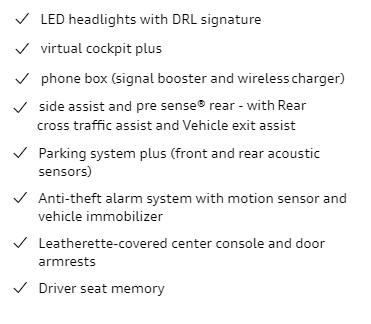 LED headlights with DRL signature
virtual cockpit plus
phone box (signal booster and wireless charger)
side assist and pre sense® rear - with Rear
cross traffic assist and Vehicle exit assist
Parking system plus (front and rear acoustic
sensors)
Anti-theft alarm system with motion sensor and
vehicle immobilizer
Leatherette-covered center console and door
armrests
Driver seat memory